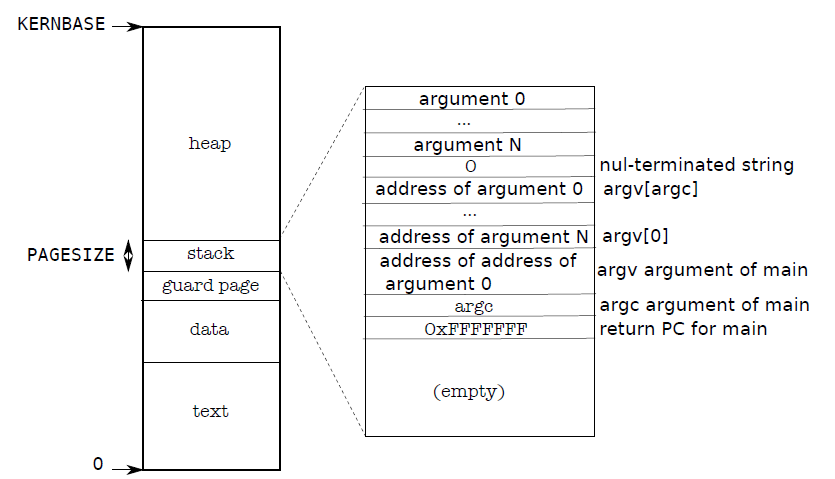 KERNBASE
heap
PAGESIZE
stack
guard page
data
text
0
argument 0
...
argument N
0
nul-terminated string
address of argument 0
argv[argc]
...
address of argument N
argv[0]
address of address of
argument 0
argv argument of main
argc
argc argument of main
0xFFFFFFF
return PC for main
(empty)